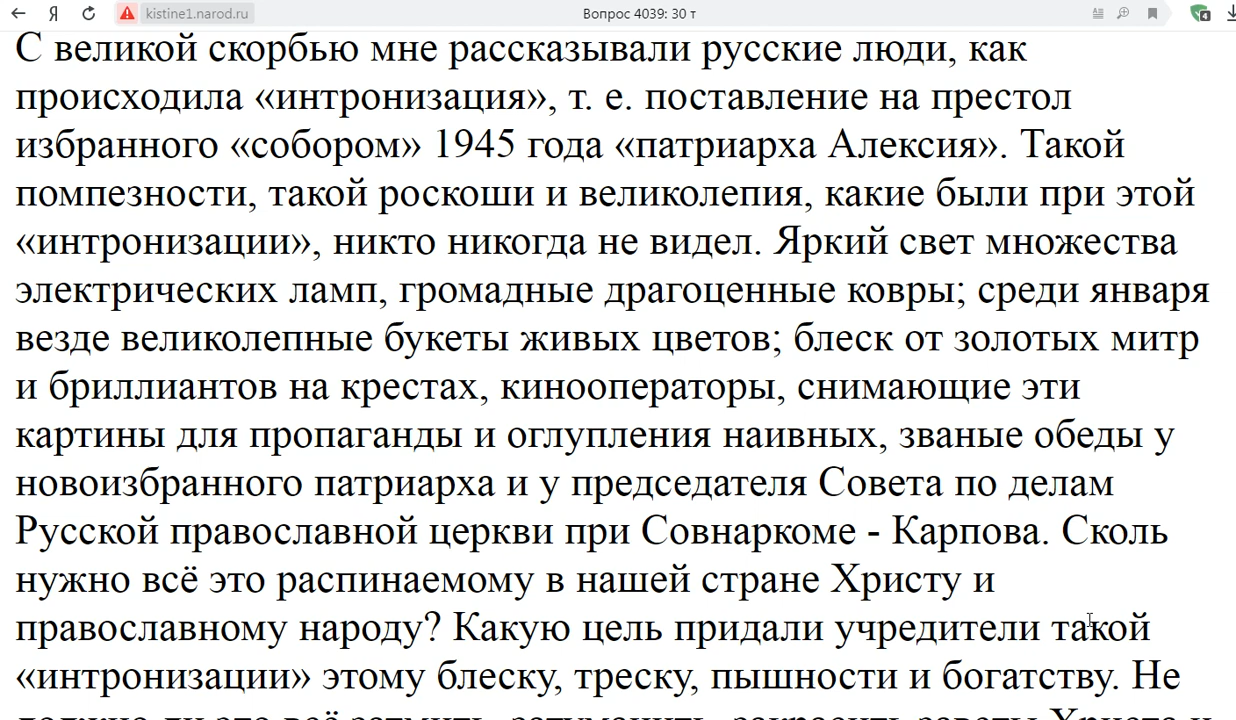 kistine1.narod.ru
Вопрос 4039: 30 т
4
С великой скорбью мне рассказывали русские люди, как
происходила «интронизация», т. е. поставление на престол
избранного «собором» 1945 года «патриарха Алексия». Такой
помпезности, такой роскоши и великолепия, какие были при этой
«интронизации», никто никогда не видел. Яркий свет множества
электрических ламп, громадные драгоценные ковры; среди января
везде великолепные букеты живых цветов; блеск от золотых митр
и бриллиантов на крестах, кинооператоры, снимающие эти
картины для пропаганды и оглупления наивных, званые обеды у
новоизбранного патриарха и у председателя Совета по делам
Русской православной церкви при Совнаркоме - Карпова. Сколь
нужно всё это распинаемому в нашей стране Христу и
православному народу? Какую цель придали учредители такой
«интронизации» этому блеску, треску, пышности и богатству. Не